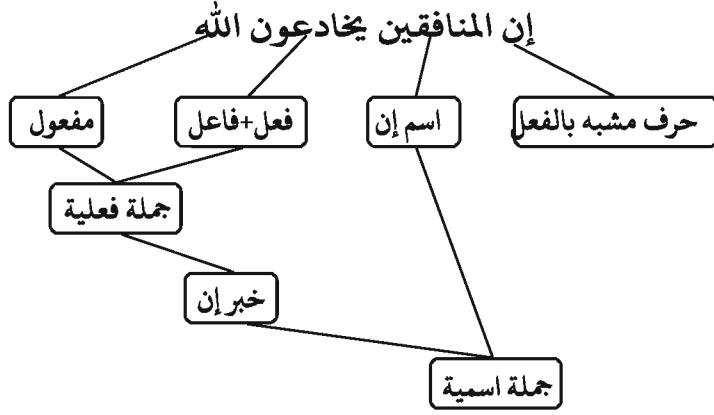 إن المنافقين يخادعون الله
حرف مشبه بالفعل
اسم إن
فعل+فاعل
مفعول
جملة فعلية
خبر إن
جملة اسمية